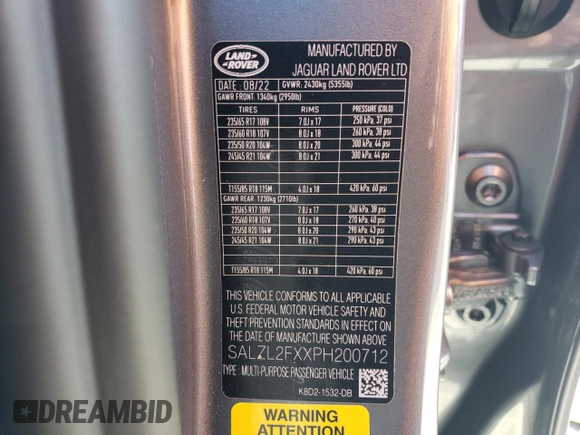 LAND
ROVER
MANUFACTURED BY
JAGUAR LAND ROVER LTD
DATE : 08/22 GVWR: 2430kg (5355lb)
GAWR FRONT: 1340kg (2950lb)
TIRES RIMS PRESSURE (COLD)
235/65 R17 108V 7.0J x 17 250 kPa, 37 psi
235/60 R18 107V 8.0J x 18 260 kPa, 38 psi
235/50 R20 104W 8.0J x 20 300 kPa, 44 psi
245/45 R21 104W 8.0J x 21 300 kPa, 44 psi
T155/85 R18 115M 4.0J x 18 420 kPa, 60 psi
GAWR REAR: 1230kg (2710lb)
235/65 R17 108V 7.0J x 17 260 kPa, 38 psi
235/60 R18 107V 8.0J x 18 270 kPa, 40 psi
235/50 R20 104W 8.0J x 20 290 kPa, 43 psi
245/45 R21 104W 8.0J x 21 290 kPa, 43 psi
T155/85 R18 115M 4.0J x 18 420 kPa, 60 psi
THIS VEHICLE CONFORMS TO ALL APPLICABLE
U.S. FEDERAL MOTOR VEHICLE SAFETY AND
THEFT PREVENTION STANDARDS IN EFFECT ON
THE DATE OF MANUFACTURE SHOWN ABOVE
SALZL2FXXPH200712
TYPE : MULTI-PURPOSE PASSENGER VEHICLE
K8D2-1532-DB
WARNING
ATTENTION
DREAMBID